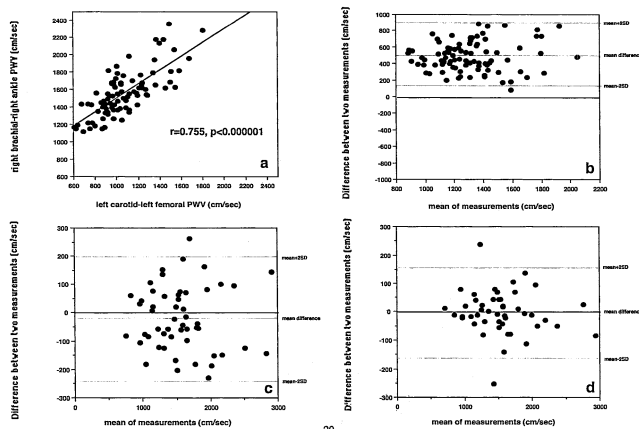 right brachial-right ankle PWV (cm/sec)
2500
2400
2200
2000
1800
1600
1400
1200
1000
800
600
600 800 1000 1200 1400 1600 1800 2000 2200 2400 2500
r=0.755, p<0.000001
a
left carotid-left femoral PWV (cm/sec)
Difference between two measurements (cm/sec)
1000
800
600
400
200
0
-200
-400
-600
-800
-1000
800 1000 1200 1400 1600 1800 2000 2200
mean+2SD
mean difference
mean-2SD
b
mean of measurements (cm/sec)
Difference between two measurements (cm/sec)
300
200
100
0
-100
-200
-300
0 1000 2000 3000
mean+2SD
mean difference
mean-2SD
c
mean of measurements (cm/sec)
Difference between two measurements (cm/sec)
300
200
100
0
-100
-200
-300
0 1000 2000 3000
mean+2SD
mean difference
mean-2SD
d
mean of measurements (cm/sec)